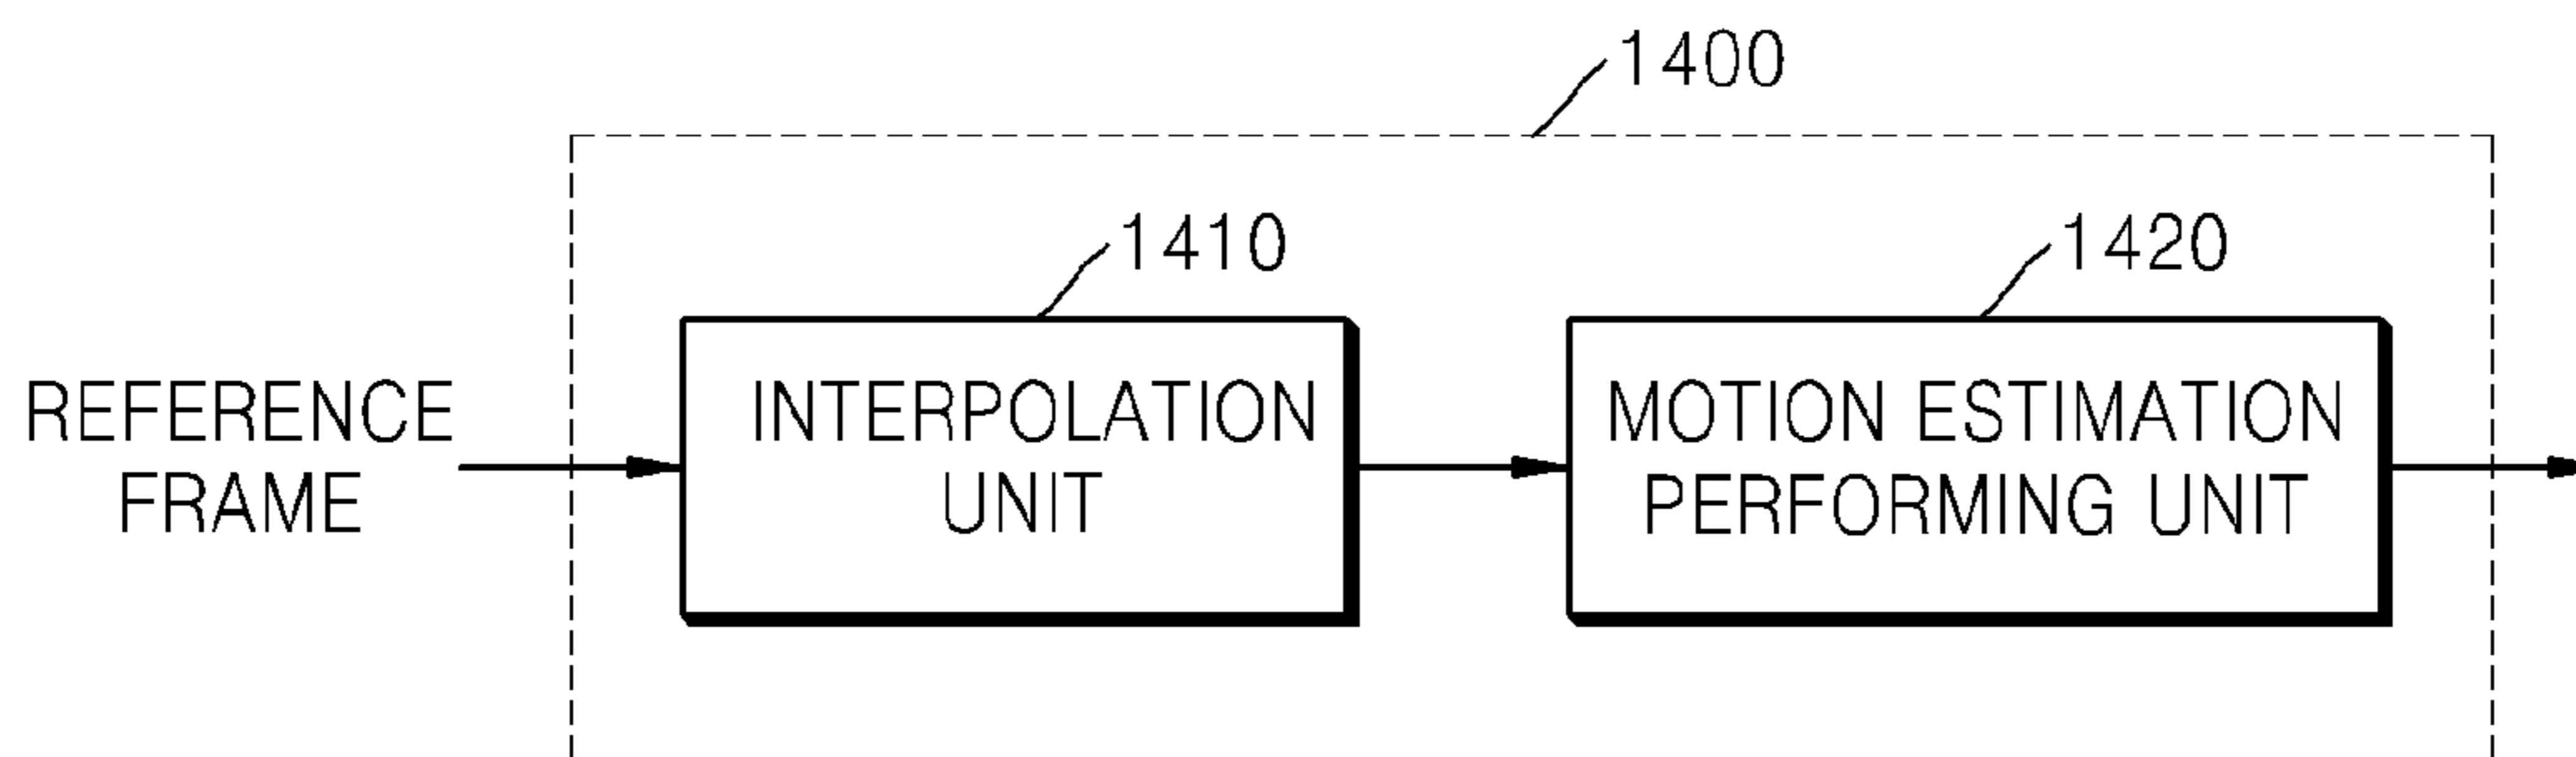 1400
1410
1420
REFERENCE
FRAME
INTERPOLATION
UNIT
MOTION ESTIMATION
PERFORMING UNIT